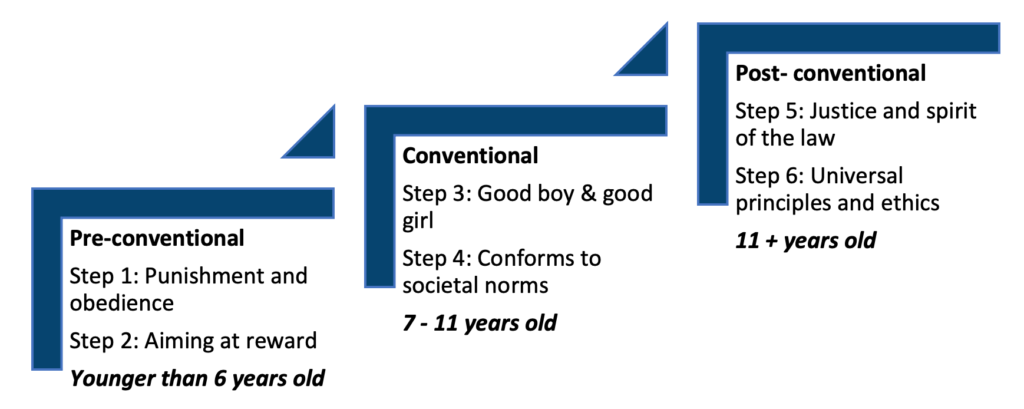 Pre-conventional
Step 1: Punishment and
obedience
Step 2: Aiming at reward
Younger than 6 years old
Conventional
Step 3: Good boy & good
girl
Step 4: Conforms to
societal norms
7 - 11 years old
Post- conventional
Step 5: Justice and spirit
of the law
Step 6: Universal
principles and ethics
11 + years old